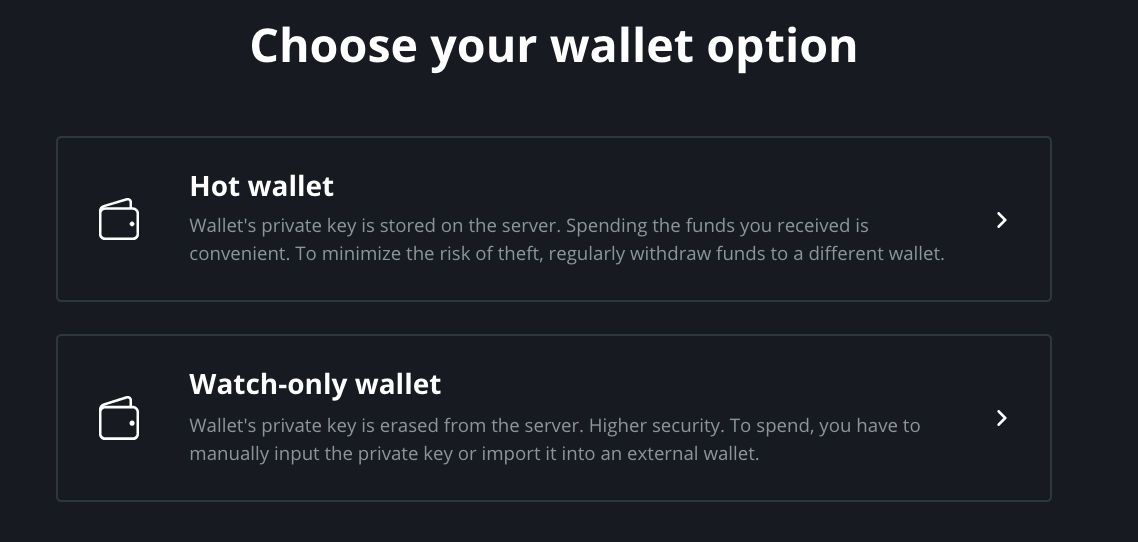 Choose your wallet option
Hot wallet
Wallet's private key is stored on the server. Spending the funds you received is
convenient. To minimize the risk of theft, regularly withdraw funds to a different wallet.
Watch-only wallet
Wallet's private key is erased from the server. Higher security. To spend, you have to
manually input the private key or import it into an external wallet.